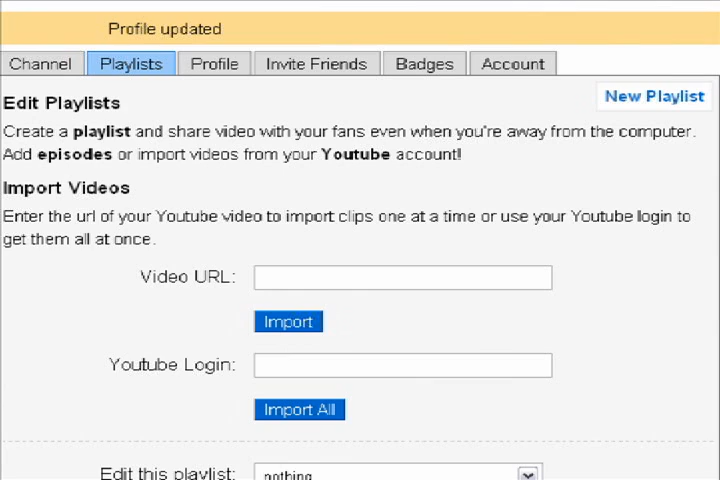 Profile updated
Channel Playlists Profile Invite Friends Badges Account
New Playlist
Edit Playlists
Create a playlist and share video with your fans even when you're away from the computer.
Add episodes or import videos from your Youtube account!
Import Videos
Enter the url of your Youtube video to import clips one at a time or use your Youtube login to
get them all at once.
Video URL:
Import
Youtube Login:
Import All
Edit this playlist: nothing